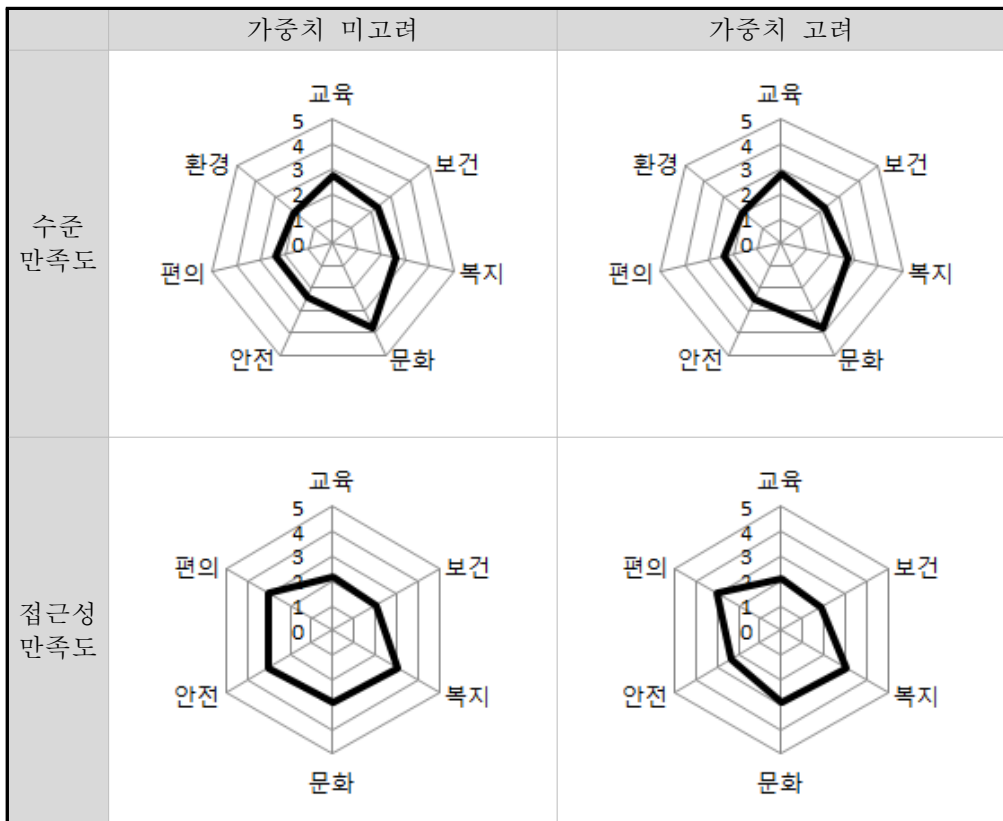 가중치 미고려
가중치 고려
수준
만족도
교육
보건
복지
문화
안전
편의
환경
5
4
3
2
1
0
교육
보건
복지
문화
안전
편의
환경
5
4
3
2
1
0
접근성
만족도
교육
보건
복지
문화
안전
편의
5
4
3
2
1
0
교육
보건
복지
문화
안전
편의
5
4
3
2
1
0